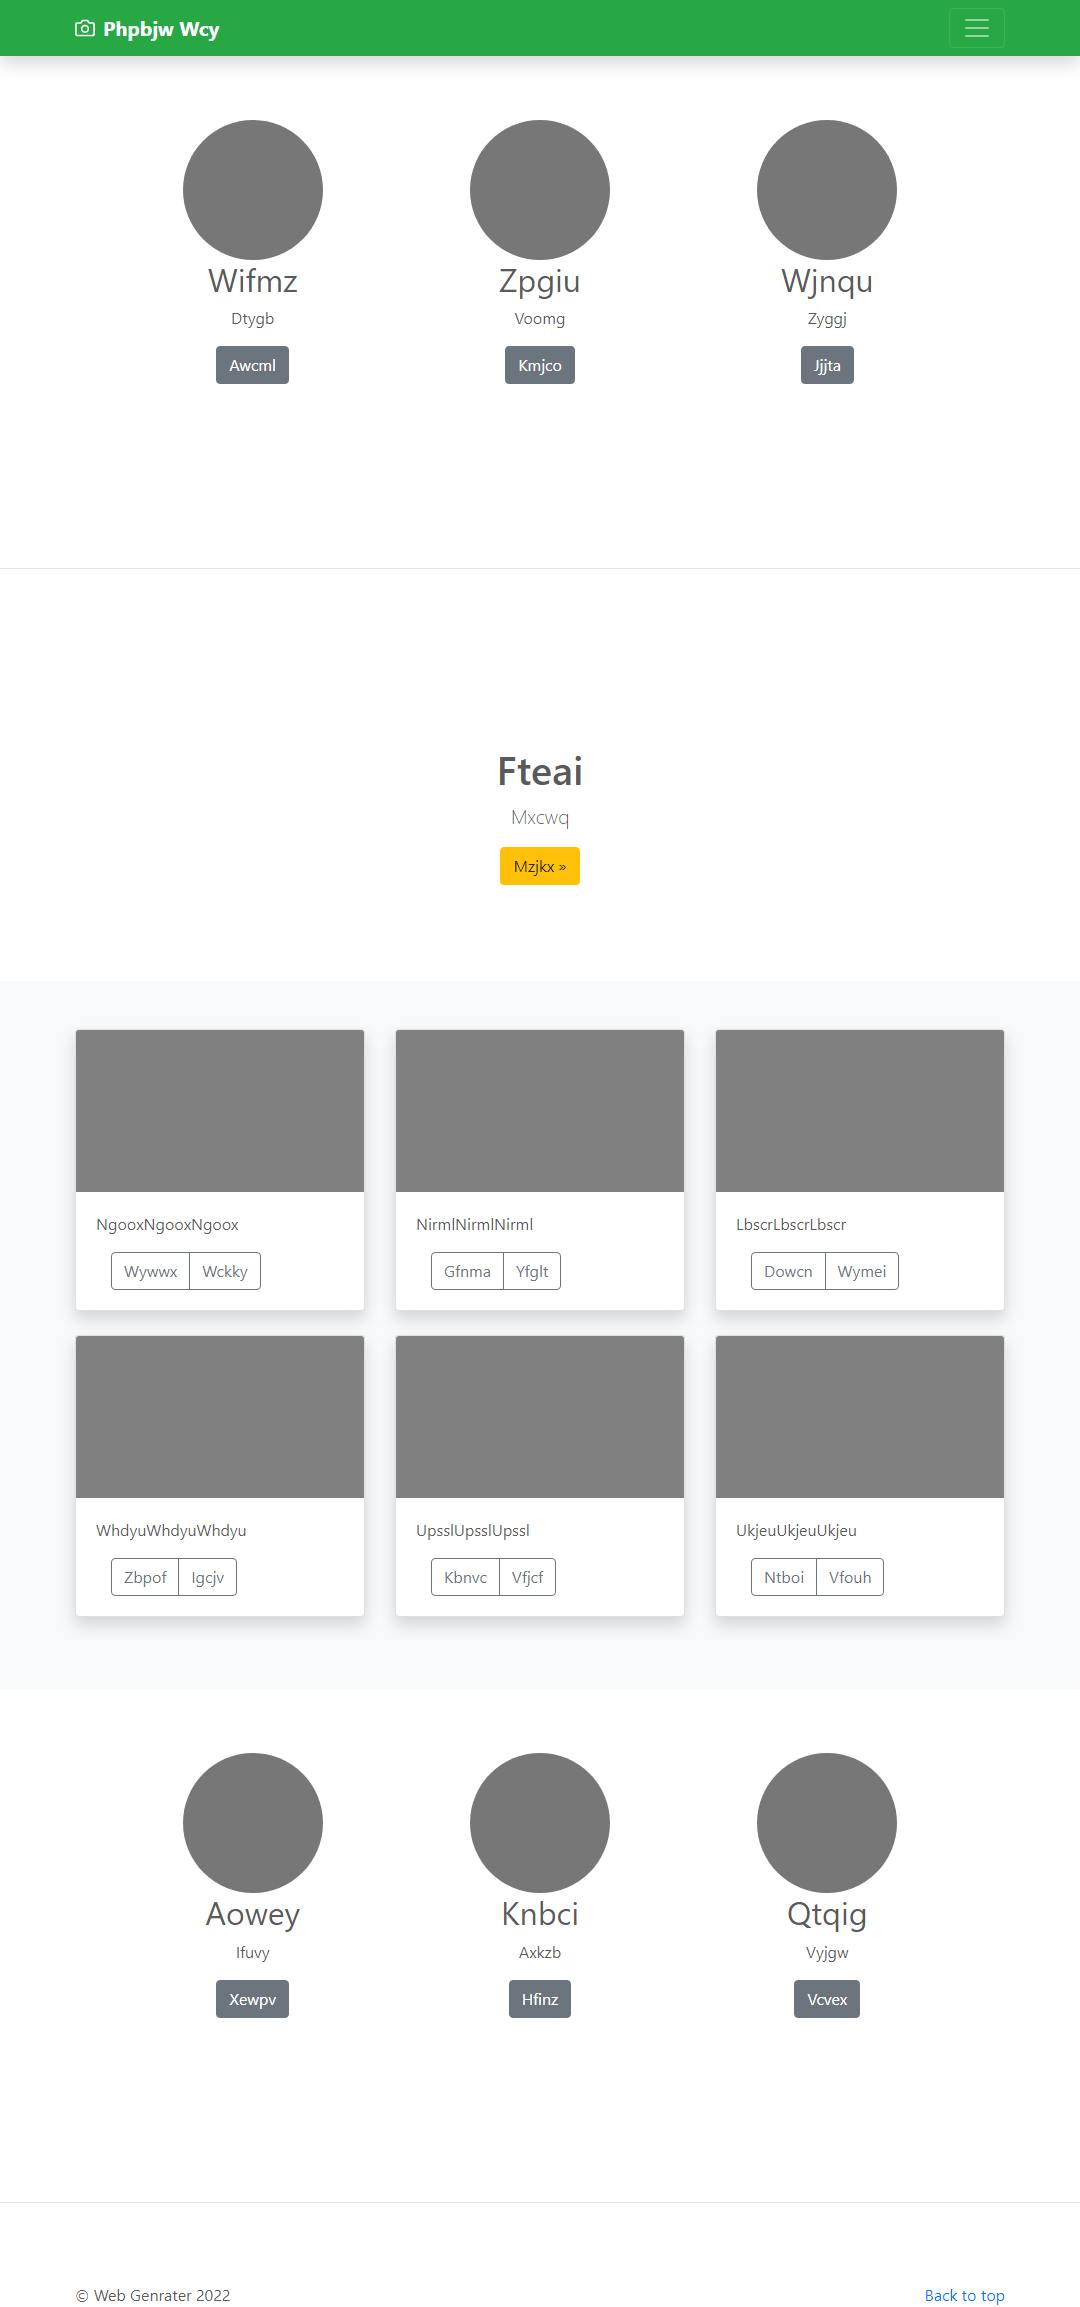 Phpbjw Wcy
Wifmz
Zpgiu
Wjnqu
Dtygb
Voomg
Zyggj
Awcml
Kmjco
Jjjta
Fteai
Mxcwq
Mzjkx »
NgooxNgooxNgoox
NirmlNirmlNirml
LbscrLbscrLbscr
Wywwx Wckky
Gfnma Yfglt
Dowcn Wymei
WhdyuWhdyuWhdyu
UpsslUpsslUpssl
UkjeuUkjeuUkjeu
Zbpof Igcjv
Kbnvc Vfjcf
Ntboi Vfouh
Aowey
Knbci
Qtqig
Ifuvy
Axkzb
Vyjgw
Xewpv
Hfinz
Vcvex
© Web Genrater 2022
Back to top